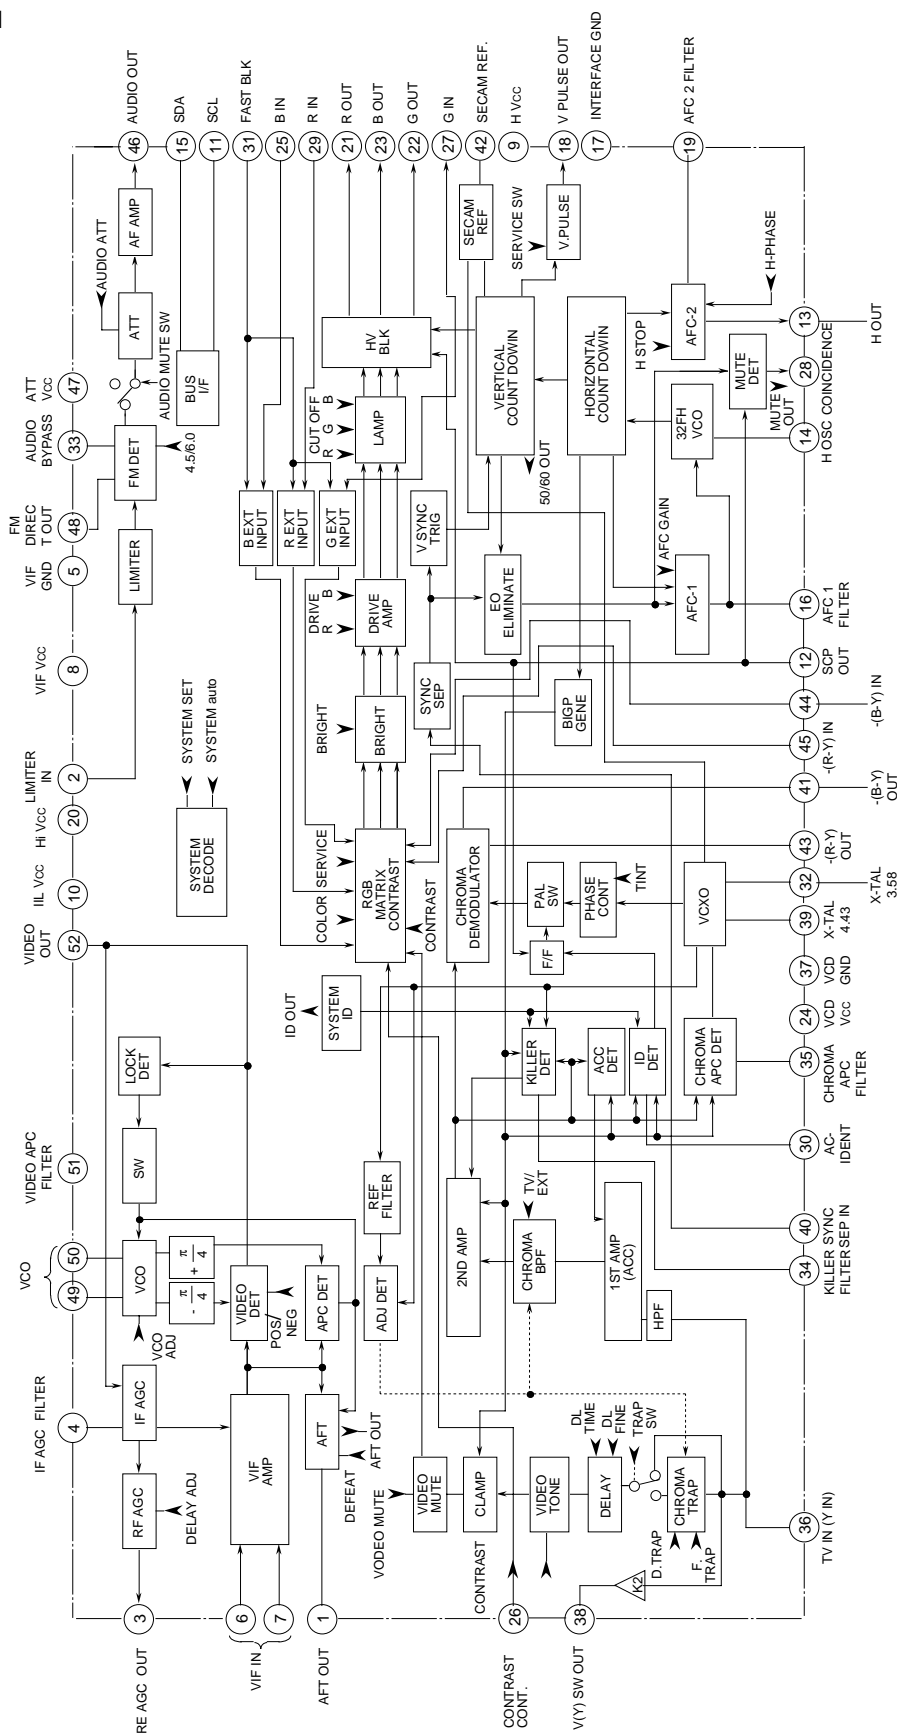 RE AGC OUT
3
VIF IN
6
7
AFT OUT
1
CONTRAST
CONT.
26
V(Y) SW OUT
38
IF AGC FILTER
4
VCO
49
50
VIDEO APC
FILTER
51
VIDEO
OUT
52
IIL Vcc
10
Hi Vcc
20
LIMITER
IN
2
VIF Vcc
8
VIF
GND
5
FM
DIREC
T OUT
48
AUDIO
BYPASS
33
ATT
Vcc
47
AUDIO OUT
46
SDA
15
SCL
11
FAST BLK
31
B IN
25
R IN
29
R OUT
21
B OUT
23
G OUT
22
G IN
27
SECAM REF.
42
H Vcc
9
V PULSE OUT
18
INTERFACE GND
17
AFC 2 FILTER
19
RF AGC
DELAY ADJ
IF AGC
VIF
AMP
AFT
DEFEAT
AFT OUT
VCO
VCO
ADJ
-π/4
+π/4
VIDEO
DET
POS/
NEG
APC DET
SW
LOCK
DET
SYSTEM
DECODE
SYSTEM SET
SYSTEM auto
LIMITER
FM DET
4.5/6.0
AUDIO MUTE SW
ATT
AUDIO ATT
AF AMP
BUS
I/F
ADJ DET
REF
FILTER
SYSTEM
ID
ID OUT
COLOR
SERVICE
RGB
MATRIX
CONTRAST
CONTRAST
BRIGHT
BRIGHT
DRIVE
R
B
DRIVE
AMP
B EXT
INPUT
R EXT
INPUT
G EXT
INPUT
CUT OFF
R
G
B
LAMP
HV
BLK
VODEO MUTE
VIDEO
MUTE
CONTRAST
CLAMP
VIDEO
TONE
DELAY
DL
TIME
DL
FINE
TRAP
SW
CHROMA
TRAP
D.TRAP
F.
TRAP
K2
2ND AMP
CHROMA
BPF
TV/
EXT
1ST AMP
(ACC)
HPF
KILLER
DET
ACC
DET
ID
DET
CHROMA
APC DET
CHROMA
DEMODULATOR
F/F
PAL
SW
PHASE
CONT
TINT
VCXO
SYNC
SEP
V SYNC
TRIG
EO
ELIMINATE
BIGP
GENE
VERTICAL
COUNT DOWIN
50/60 OUT
SECAM
REF
SERVICE SW
V.PULSE
HORIZONTAL
COUNT DOWN
AFC GAIN
AFC-1
32FH
VCO
H STOP
AFC-2
H-PHASE
MUTE
DET
MUTE
OUT
36
TV IN (Y IN)
34
KILLER
FILTER
40
SYNC
SEP IN
30
AC-
IDENT
35
CHROMA
APC
FILTER
24
VCD
Vcc
37
VCD
GND
39
X-TAL
4.43
32
X-TAL
3.58
43
-(R-Y)
OUT
41
-(B-Y)
OUT
45
-(R-Y) IN
44
-(B-Y) IN
12
SCP
OUT
16
AFC 1
FILTER
14
H OSC
28
COINCIDENCE
13
H OUT